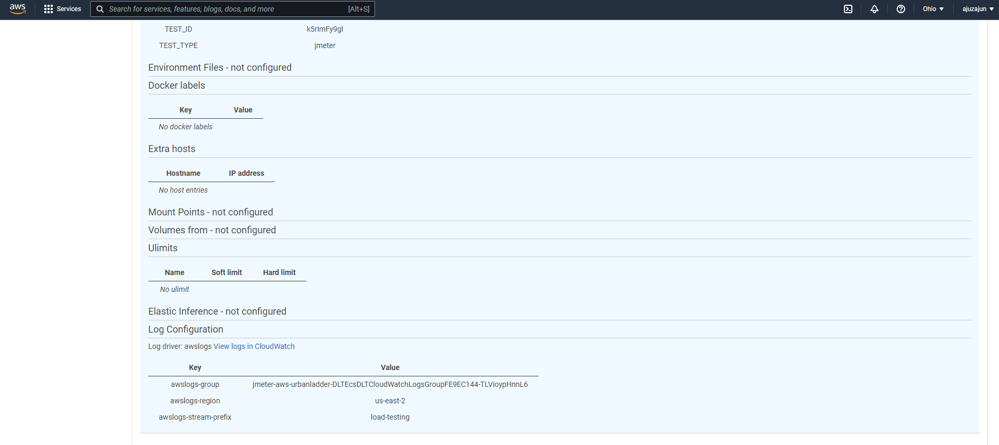 aws Services Search for services, features, blogs, docs, and more [Alt+S] Ohio ajuzajun
TEST_ID k5rlmFy9gl
TEST_TYPE jmeter
Environment Files - not configured
Docker labels
Key Value
No docker labels
Extra hosts
Hostname IP address
No host entries
Mount Points - not configured
Volumes from - not configured
Ulimits
Name Soft limit Hard limit
No ulimit
Elastic Inference - not configured
Log Configuration
Log driver: awslogs View logs in CloudWatch
Key Value
awslogs-group jmeter-aws-urbanladder-DLTEcsDLTCloudWatchLogsGroupFE9EC144-TLVioypHnnL6
awslogs-region us-east-2
awslogs-stream-prefix load-testing